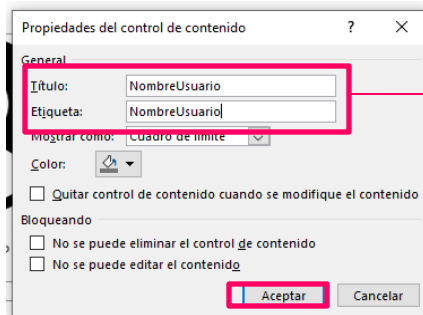 Propiedades del control de contenido ? X
General
Título: NombreUsuario
Etiqueta: NombreUsuario
Mostrar como: Cuadro de límite
Color:
Quitar control de contenido cuando se modifique el contenido
Bloqueando
No se puede eliminar el control de contenido
No se puede editar el contenido
Aceptar Cancelar